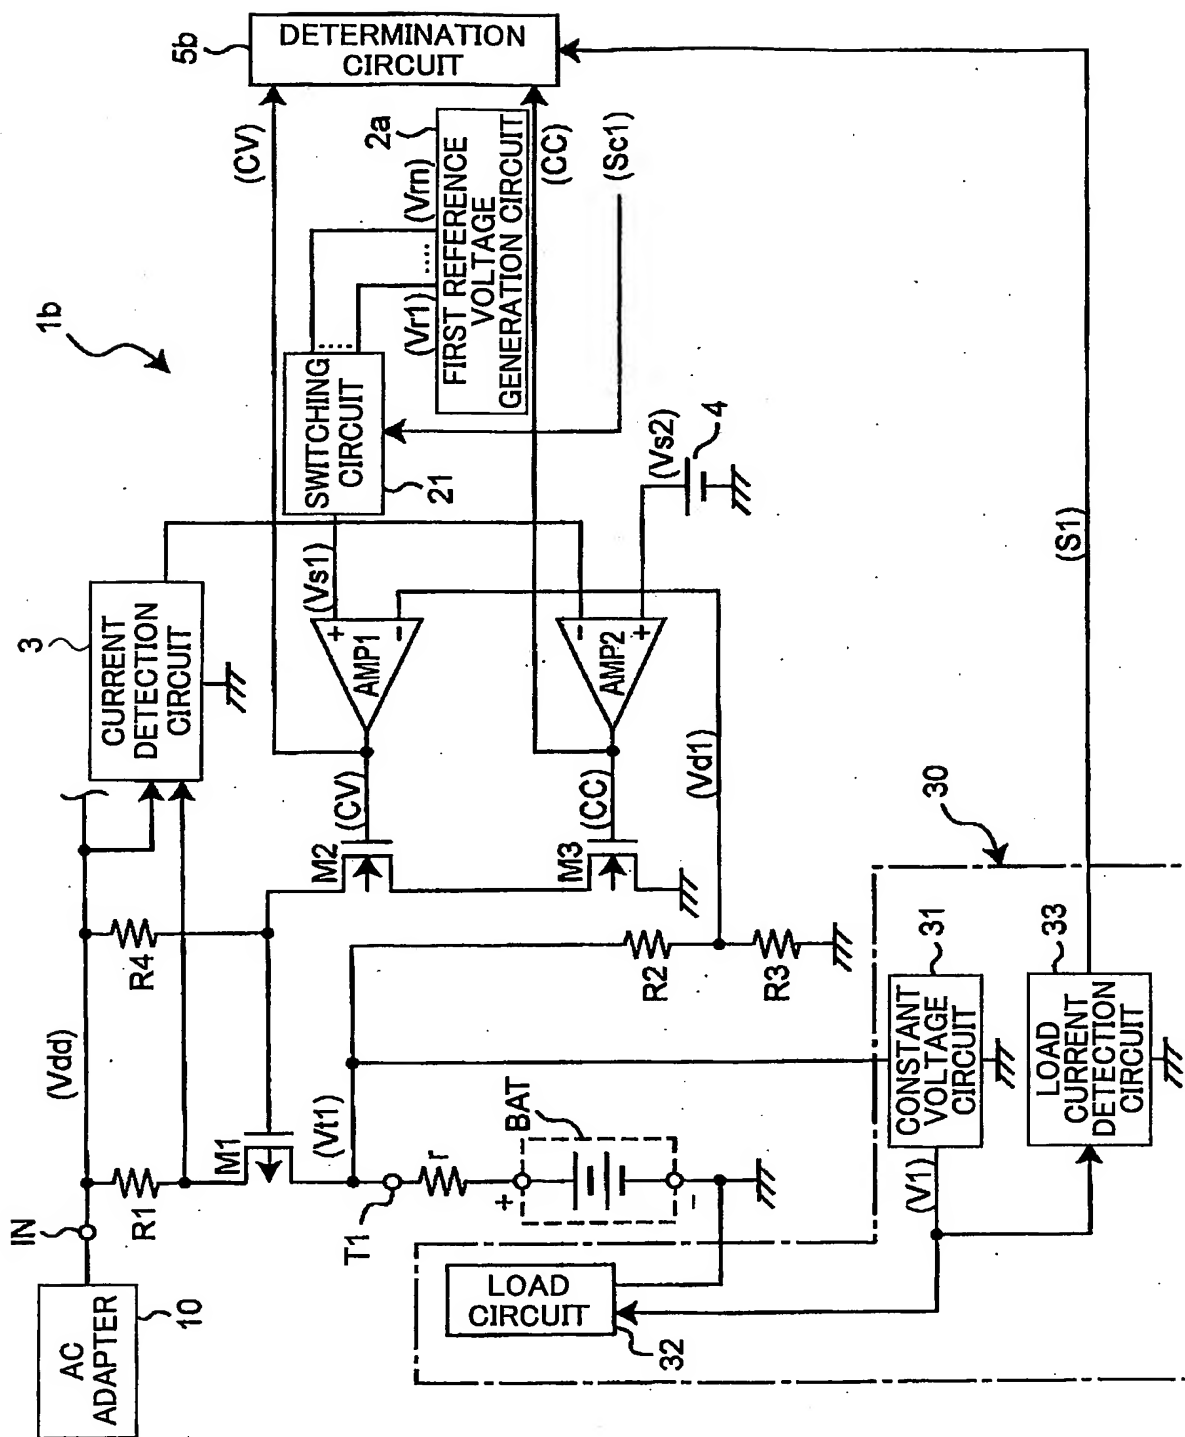 1b
AC
ADAPTER
10
IN
(Vdd)
R1
R4
M1
(Vt1)
T1
r
BAT
+
-
3
CURRENT
DETECTION
CIRCUIT
M2
(CV)
M3
(CC)
AMP1
+
-
AMP2
-
+
(Vs1)
(Vd1)
R2
R3
SWITCHING
CIRCUIT
21
(Vr1)
.....
(Vrn)
....
2a
FIRST REFERENCE
VOLTAGE
GENERATION CIRCUIT
(Vs2)
4
(Sc1)
(CV)
(CC)
5b
DETERMINATION
CIRCUIT
(S1)
30
CONSTANT
VOLTAGE
CIRCUIT
31
(V1)
LOAD
CURRENT
DETECTION
CIRCUIT
33
LOAD
CIRCUIT
32